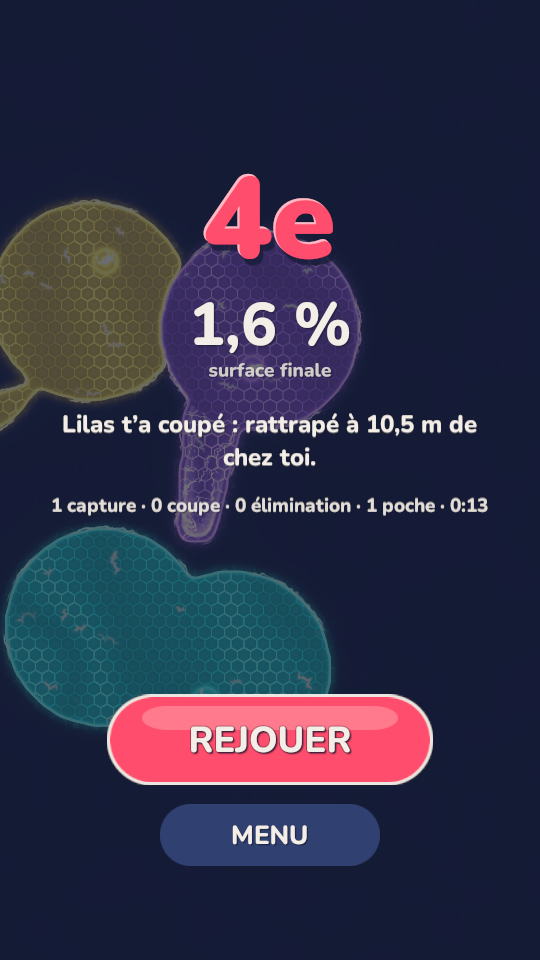 4e
1,6 %
surface finale
Lilas t’a coupé : rattrapé à 10,5 m de
chez toi.
1 capture · 0 coupe · 0 élimination · 1 poche · 0:13
REJOUER
MENU